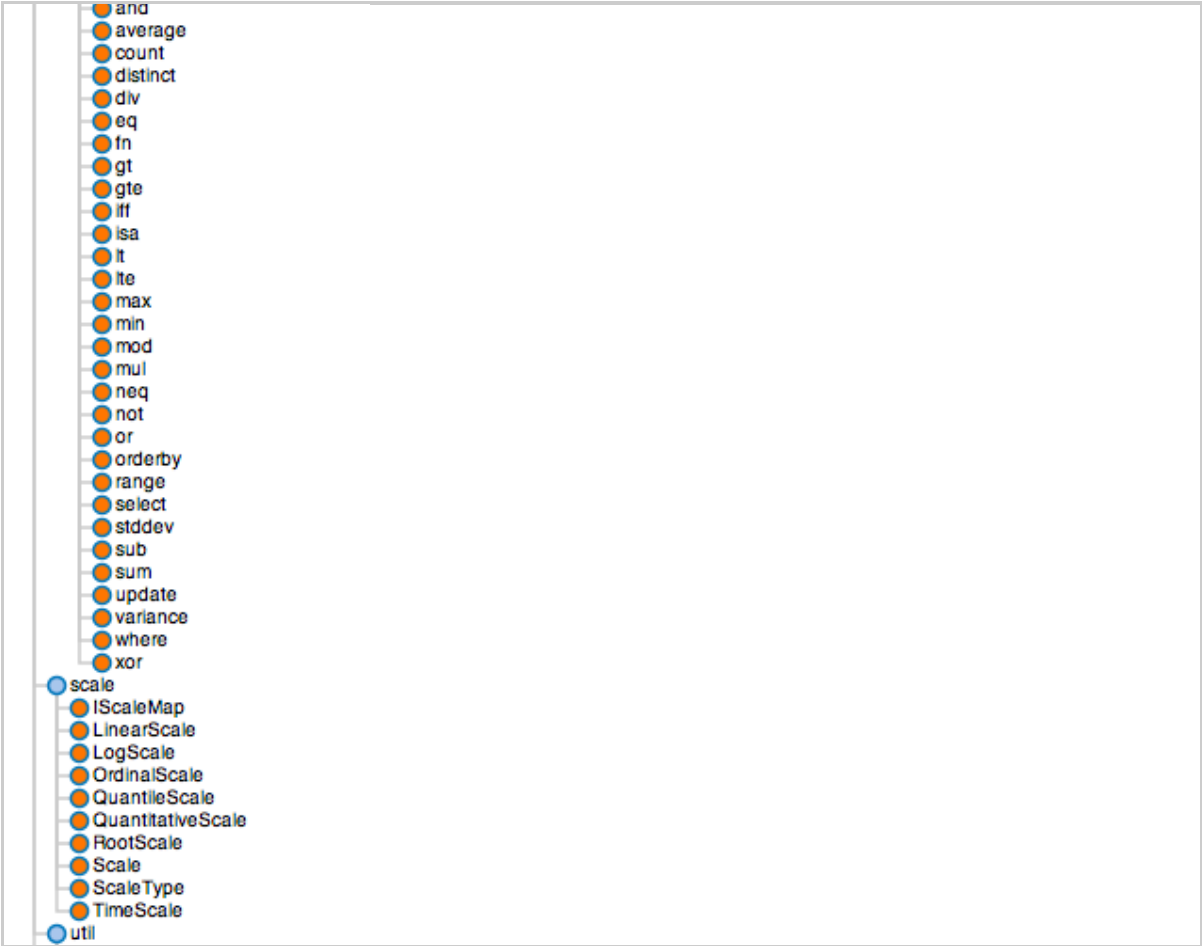 and
average
count
distinct
div
eq
fn
gt
gte
iff
isa
lt
lte
max
min
mod
mul
neq
not
or
orderby
range
select
stddev
sub
sum
update
variance
where
xor
scale
IScaleMap
LinearScale
LogScale
OrdinalScale
QuantileScale
QuantitativeScale
RootScale
Scale
ScaleType
TimeScale
util